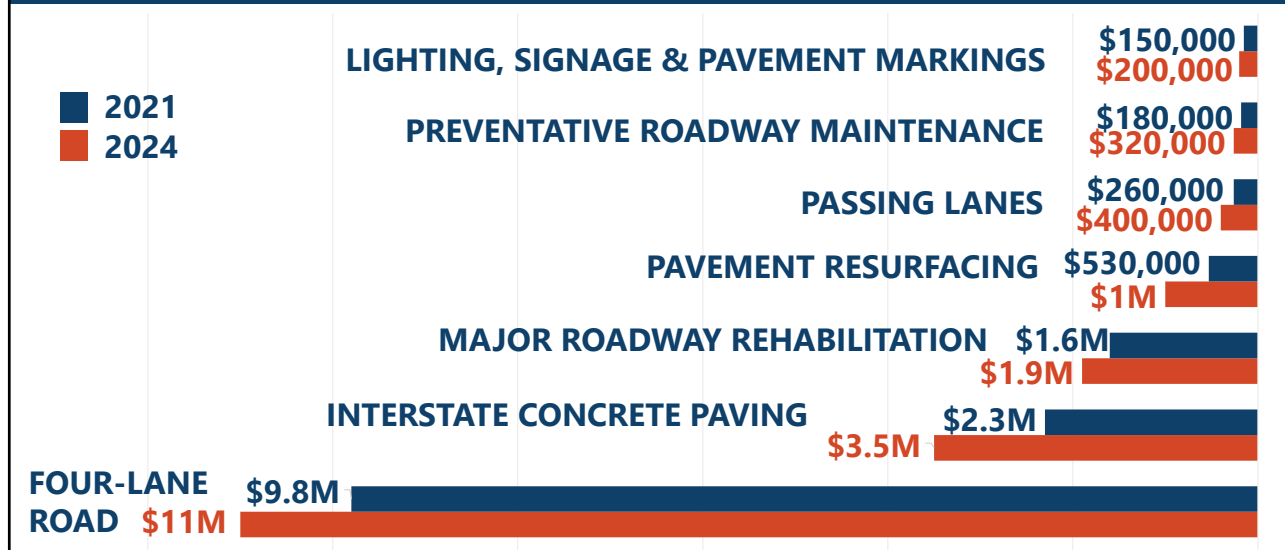 $150,000
LIGHTING, SIGNAGE & PAVEMENT MARKINGS
$200,000
2021
2024
$180,000
PREVENTATIVE ROADWAY MAINTENANCE
$320,000
$260,000
PASSING LANES
$400,000
PAVEMENT RESURFACING $530,000
$1M
MAJOR ROADWAY REHABILITATION $1.6M
$1.9M
INTERSTATE CONCRETE PAVING $2.3M
$3.5M
FOUR-LANE $9.8M
ROAD $11M